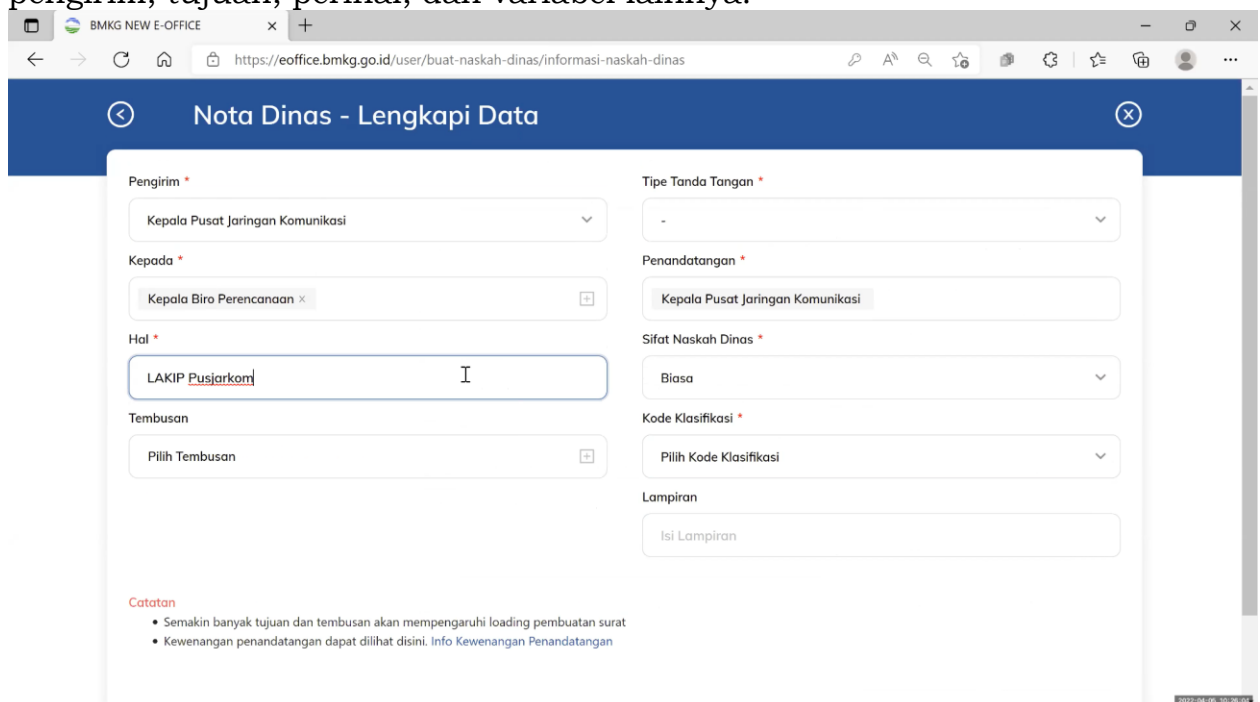 pengirim, tujuan, perihal, dan variabel lainnya.
BMKG NEW E-OFFICE
https://eoffice.bmkg.go.id/user/buat-naskah-dinas/informasi-naskah-dinas
Nota Dinas - Lengkapi Data
Pengirim *
Kepala Pusat Jaringan Komunikasi
Kepada *
Kepala Biro Perencanaan ×
Hal *
LAKIP Pusjarkom
Tembusan
Pilih Tembusan
Tipe Tanda Tangan *
-
Penandatangan *
Kepala Pusat Jaringan Komunikasi
Sifat Naskah Dinas *
Biasa
Kode Klasifikasi *
Pilih Kode Klasifikasi
Lampiran
Isi Lampiran
Catatan
• Semakin banyak tujuan dan tembusan akan mempengaruhi loading pembuatan surat
• Kewenangan penandatangan dapat dilihat disini. Info Kewenangan Penandatangan